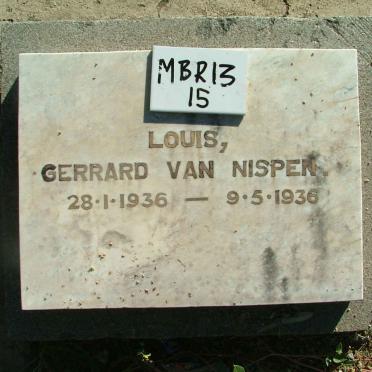 MBR13
15
LOUIS,
GERRARD VAN NISPEN.
28·1·1936 — 9·5·1936